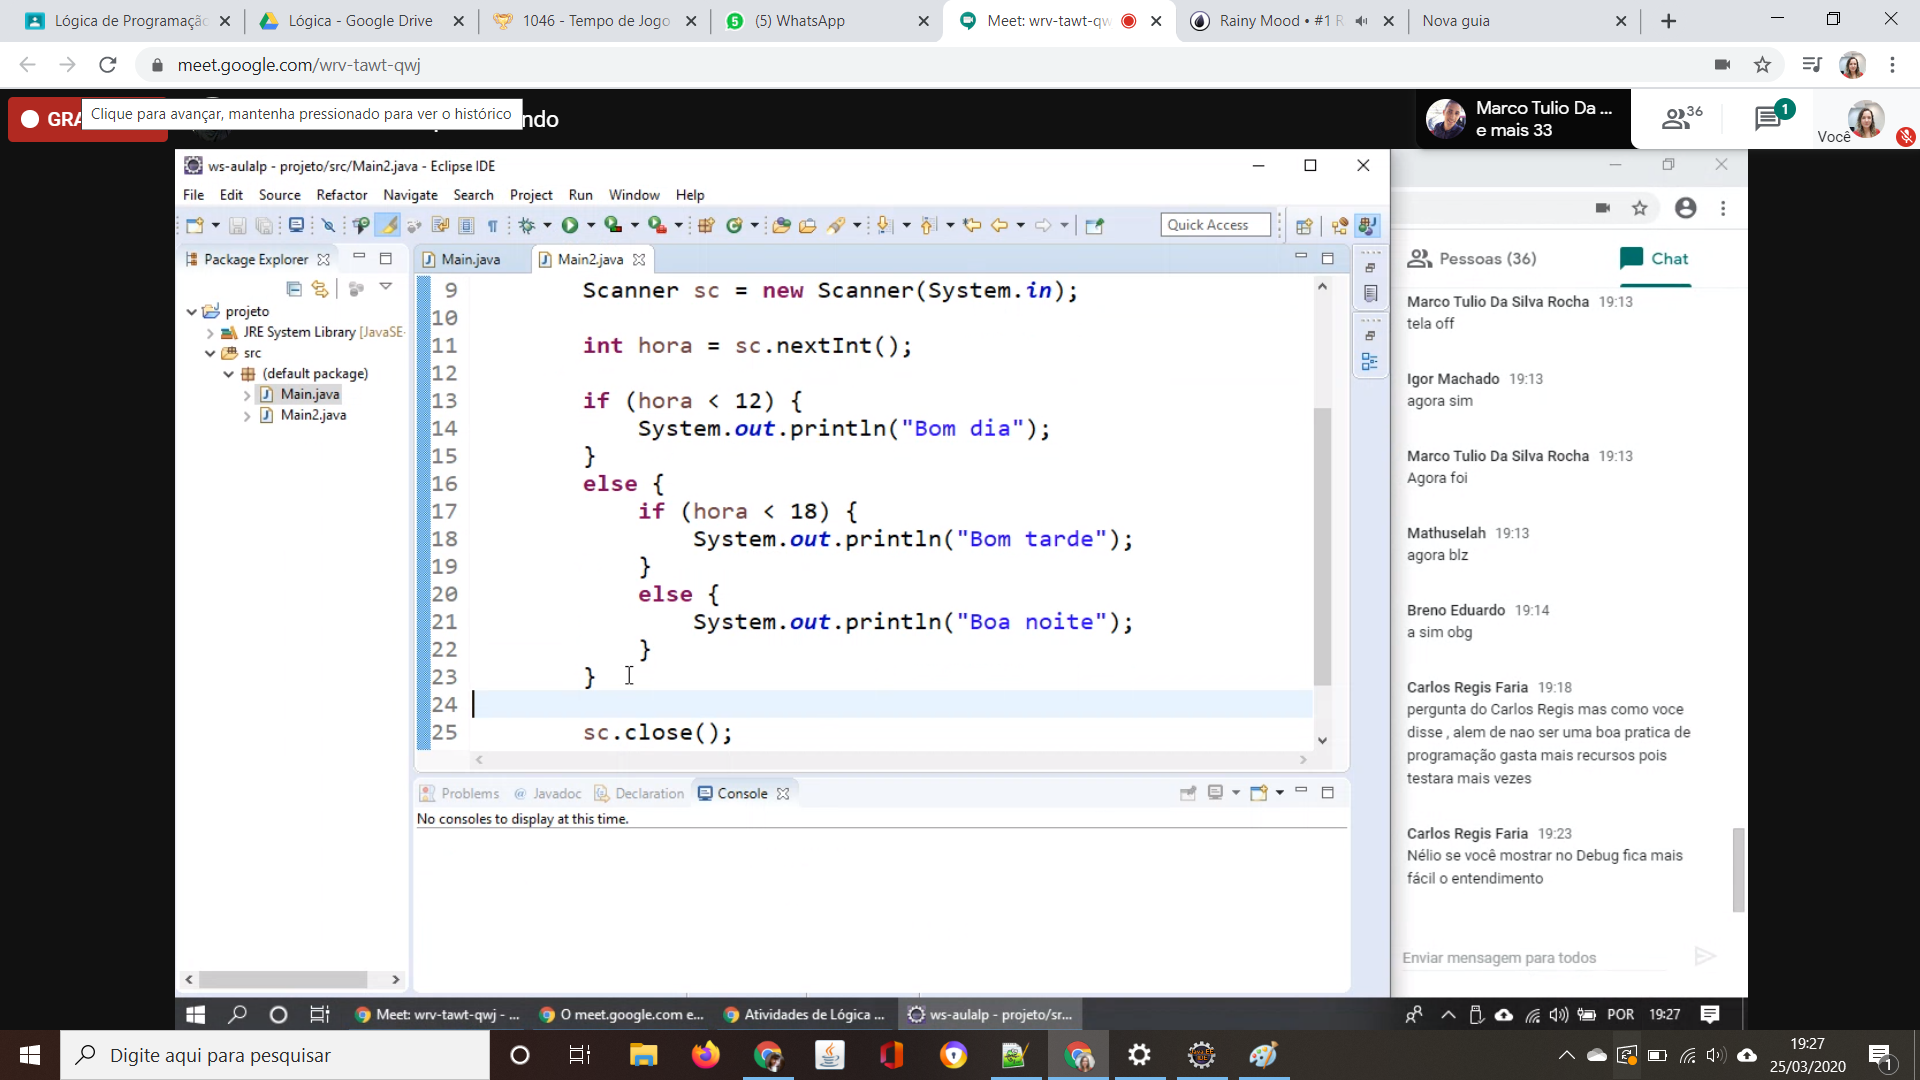 Lógica de Programaçã
Lógica - Google Drive
1046 - Tempo de Jogo
(5) WhatsApp
Meet: wrv-tawt-qw
Rainy Mood • #1 R
Nova guia
meet.google.com/wrv-tawt-qwj
GRA
Clique para avançar, mantenha pressionado para ver o histórico
ndo
Marco Tulio Da ...
e mais 33
36
1
Você
ws-aulalp - projeto/src/Main2.java - Eclipse IDE
File Edit Source Refactor Navigate Search Project Run Window Help
Quick Access
Package Explorer
Main.java
Main2.java
projeto
JRE System Library [JavaSE-
src
(default package)
Main.java
Main2.java
9 Scanner sc = new Scanner(System.in);
10
11 int hora = sc.nextInt();
12
13 if (hora < 12) {
14 System.out.println("Bom dia");
15 }
16 else {
17 if (hora < 18) {
18 System.out.println("Bom tarde");
19 }
20 else {
21 System.out.println("Boa noite");
22 }
23 }
24
25 sc.close();
Problems Javadoc Declaration Console
No consoles to display at this time.
Pessoas (36)
Chat
Marco Tulio Da Silva Rocha 19:13
tela off
Igor Machado 19:13
agora sim
Marco Tulio Da Silva Rocha 19:13
Agora foi
Mathuselah 19:13
agora blz
Breno Eduardo 19:14
a sim obg
Carlos Regis Faria 19:18
pergunta do Carlos Regis mas como voce
disse , alem de nao ser uma boa pratica de
programação gasta mais recursos pois
testara mais vezes
Carlos Regis Faria 19:23
Nélio se você mostrar no Debug fica mais
fácil o entendimento
Enviar mensagem para todos
Meet: wrv-tawt-qwj - ...
O meet.google.com e...
Atividades de Lógica ...
ws-aulalp - projeto/sr...
POR
19:27
Digite aqui para pesquisar
19:27
25/03/2020
1